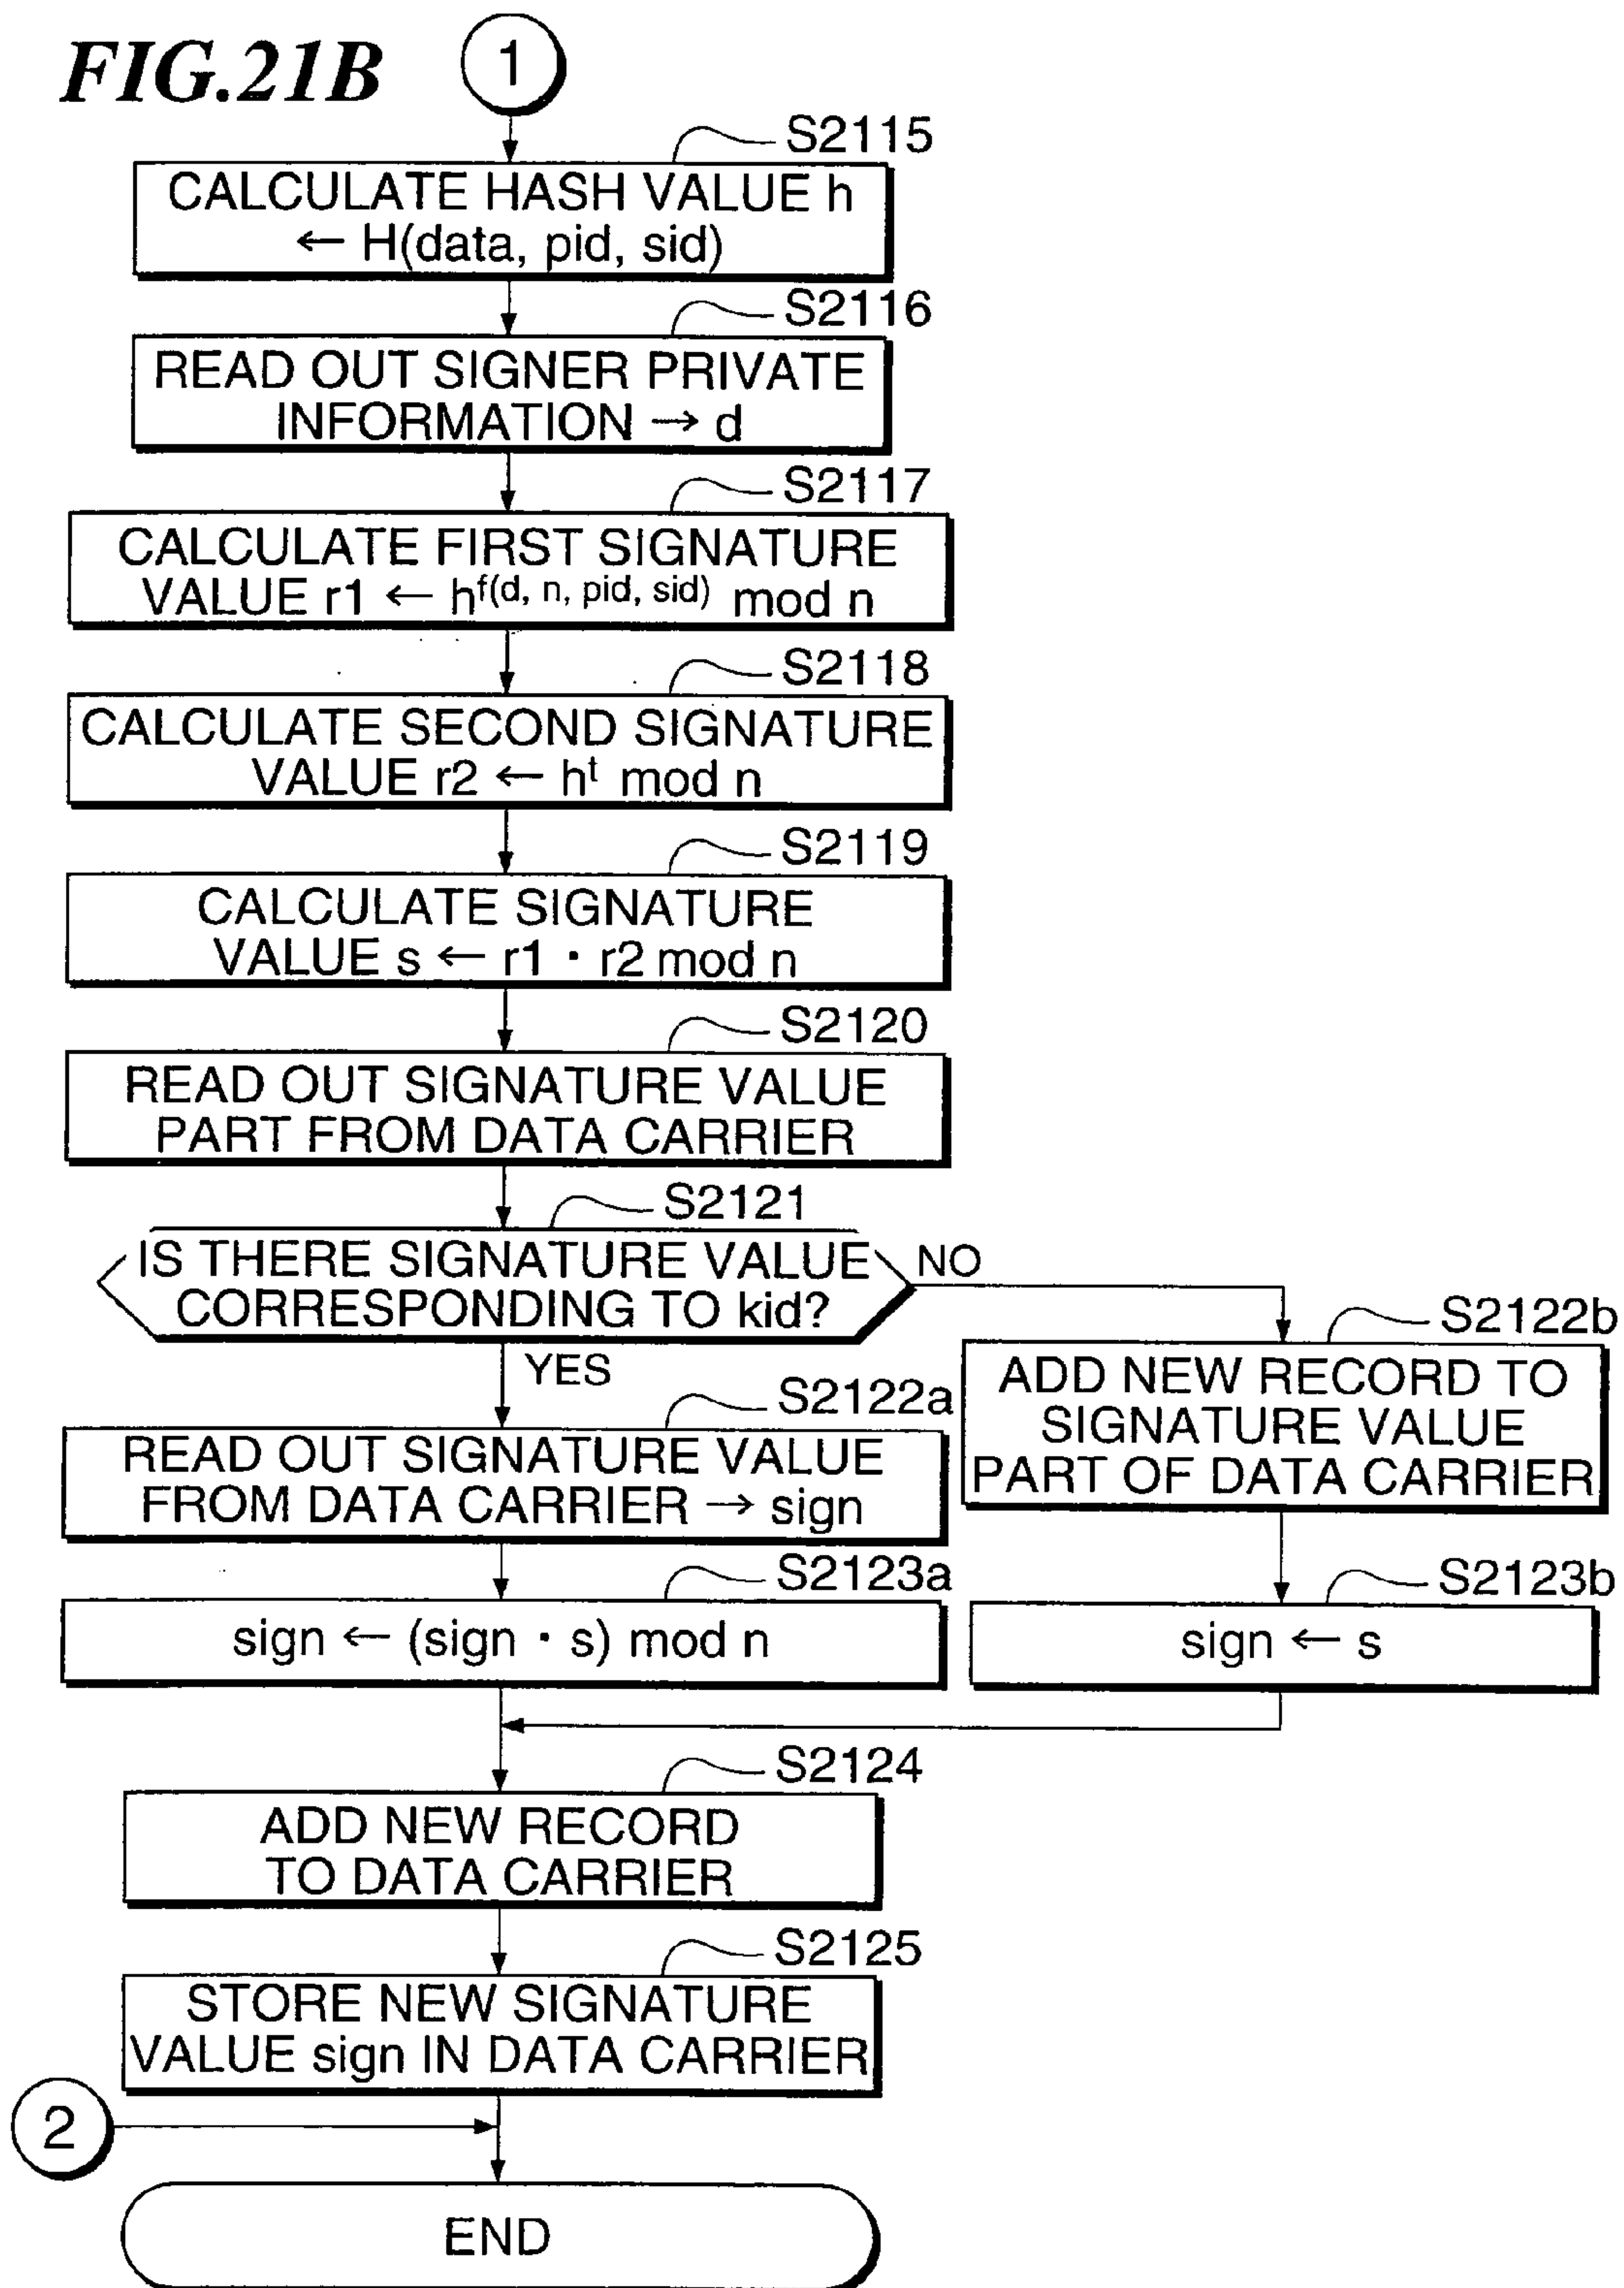 FIG.21B
1
S2115
CALCULATE HASH VALUE h
← H(data, pid, sid)
S2116
READ OUT SIGNER PRIVATE
INFORMATION → d
S2117
CALCULATE FIRST SIGNATURE
VALUE r1 ← h^f(d, n, pid, sid) mod n
S2118
CALCULATE SECOND SIGNATURE
VALUE r2 ← h^t mod n
S2119
CALCULATE SIGNATURE
VALUE s ← r1 · r2 mod n
S2120
READ OUT SIGNATURE VALUE
PART FROM DATA CARRIER
S2121
IS THERE SIGNATURE VALUE
CORRESPONDING TO kid?
NO
YES
S2122b
ADD NEW RECORD TO
SIGNATURE VALUE
PART OF DATA CARRIER
S2122a
READ OUT SIGNATURE VALUE
FROM DATA CARRIER → sign
S2123a
sign ← (sign · s) mod n
S2123b
sign ← s
S2124
ADD NEW RECORD
TO DATA CARRIER
S2125
STORE NEW SIGNATURE
VALUE sign IN DATA CARRIER
2
END